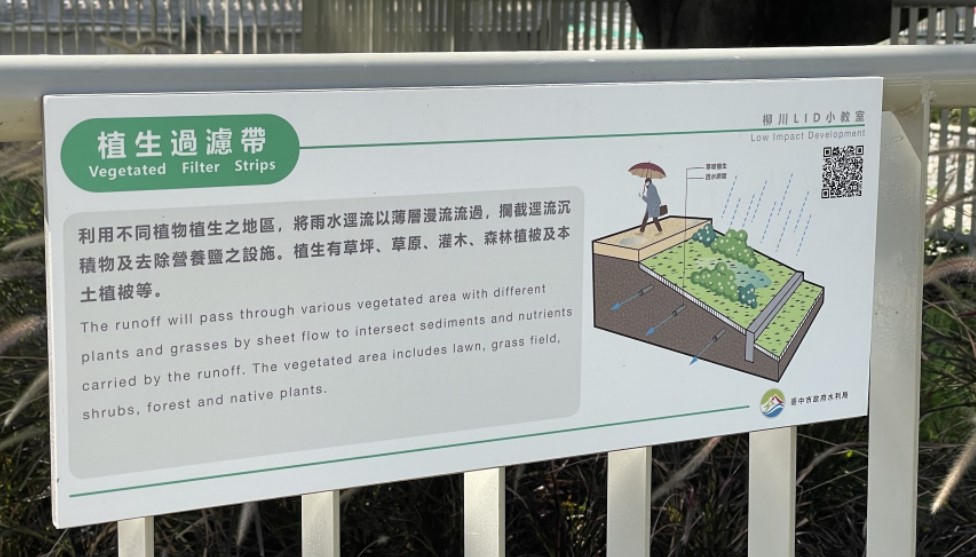 植生過濾帶
Vegetated Filter Strips
柳川LID小教室
Low Impact Development
利用不同植物植生之地區，將雨水逕流以薄層漫流流過，攔截逕流沉
積物及去除營養鹽之設施。植生有草坪、草原、灌木、森林植被及本
土植被等。
The runoff will pass through various vegetated area with different
plants and grasses by sheet flow to intersect sediments and nutrients
carried by the runoff. The vegetated area includes lawn, grass field,
shrubs, forest and native plants.
臺中市政府水利局